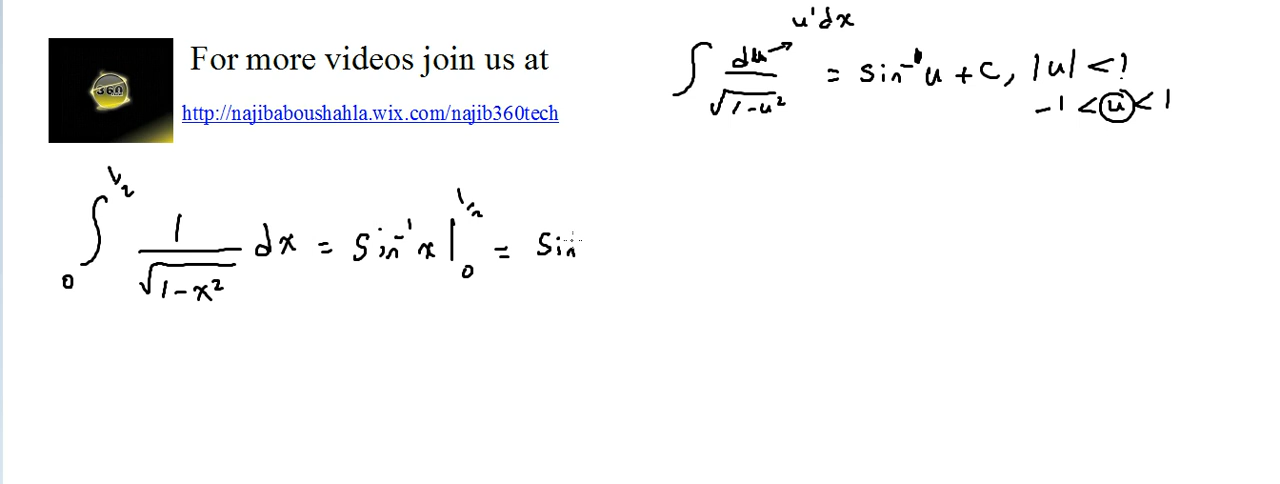 360
For more videos join us at
http://najibaboushahla.wix.com/najib360tech
∫ du/√(1-u²) → u'dx = sin⁻¹u + c, |u| < 1
-1 < u < 1
∫₀^(1/2) 1/√(1-x²) dx = sin⁻¹x |₀^(1/2) = sin